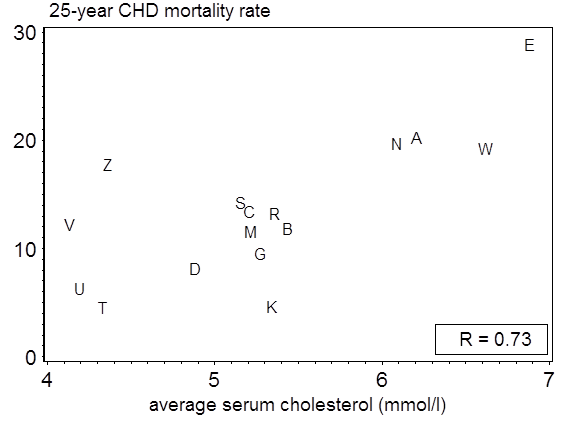 25-year CHD mortality rate
30
E
20
N A
W
Z
S
C
R
V
M
B
10
G
D
U
T
K
R = 0.73
0
4 5 6 7
average serum cholesterol (mmol/l)